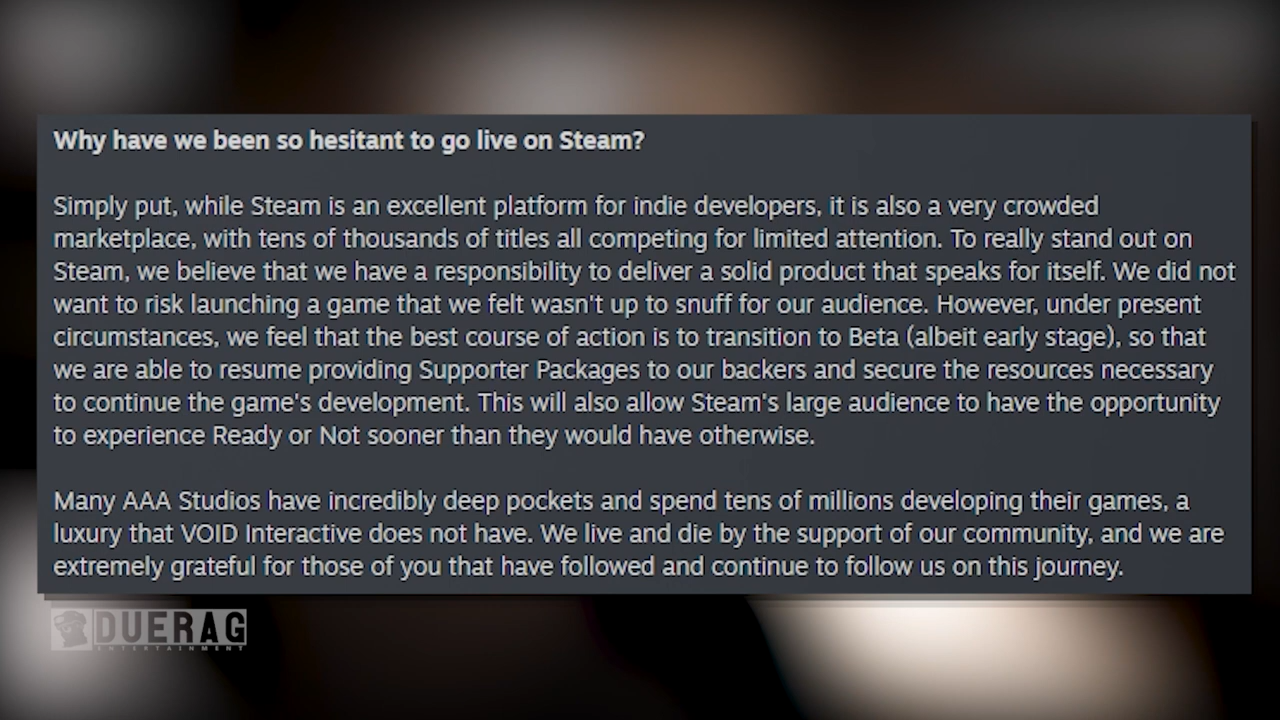 Why have we been so hesitant to go live on Steam?
Simply put, while Steam is an excellent platform for indie developers, it is also a very crowded
marketplace, with tens of thousands of titles all competing for limited attention. To really stand out on
Steam, we believe that we have a responsibility to deliver a solid product that speaks for itself. We did not
want to risk launching a game that we felt wasn't up to snuff for our audience. However, under present
circumstances, we feel that the best course of action is to transition to Beta (albeit early stage), so that
we are able to resume providing Supporter Packages to our backers and secure the resources necessary
to continue the game's development. This will also allow Steam's large audience to have the opportunity
to experience Ready or Not sooner than they would have otherwise.
Many AAA Studios have incredibly deep pockets and spend tens of millions developing their games, a
luxury that VOID Interactive does not have. We live and die by the support of our community, and we are
extremely grateful for those of you that have followed and continue to follow us on this journey.
DUERAG
ENTERTAINMENT